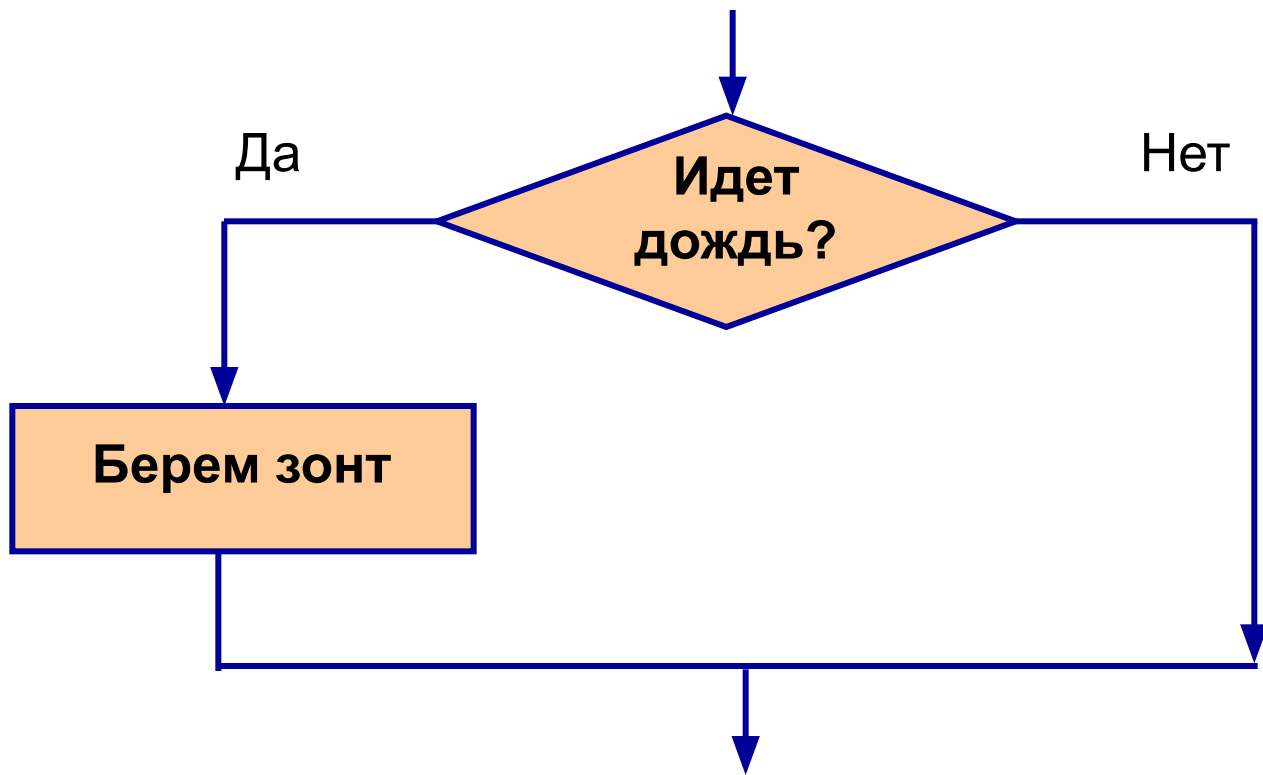 Да
Идет
дождь?
Нет
Берем зонт